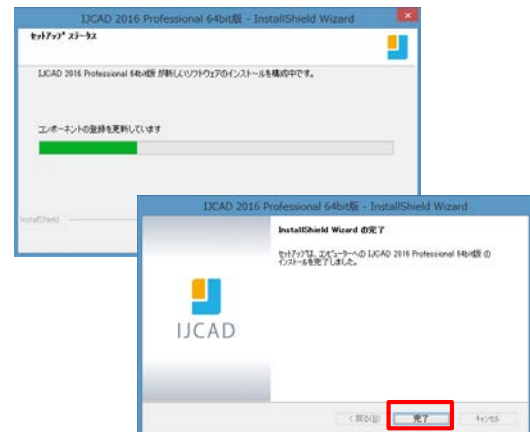 IJCAD 2016 Professional 64bit版 - InstallShield Wizard
セットアップ ステータス
IJCAD 2016 Professional 64bit版 が新しいソフトウェアのインストールを構成中です。
コンポーネントの登録を更新しています
InstallShield
IJCAD 2016 Professional 64bit版 - InstallShield Wizard
InstallShield Wizard の完了
セットアップは、コンピューターへの IJCAD 2016 Professional 64bit版 の
インストールを完了しました。
IJCAD
< 戻る(B)
完了
キャンセル